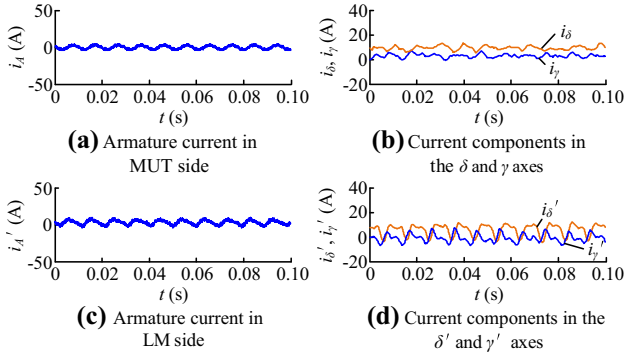 50
0
-50
i_A (A)
0 0.02 0.04 0.06 0.08 0.10
t (s)
(a) Armature current in
MUT side
40
20
0
-20
i_δ, i_γ (A)
i_δ
i_γ
0 0.02 0.04 0.06 0.08 0.10
t (s)
(b) Current components in
the δ and γ axes
50
0
-50
i_A′ (A)
0 0.02 0.04 0.06 0.08 0.10
t (s)
(c) Armature current in
LM side
40
20
0
-20
i_δ′, i_γ′ (A)
i_δ′
i_γ′
0 0.02 0.04 0.06 0.08 0.10
t (s)
(d) Current components in the
δ′ and γ′ axes